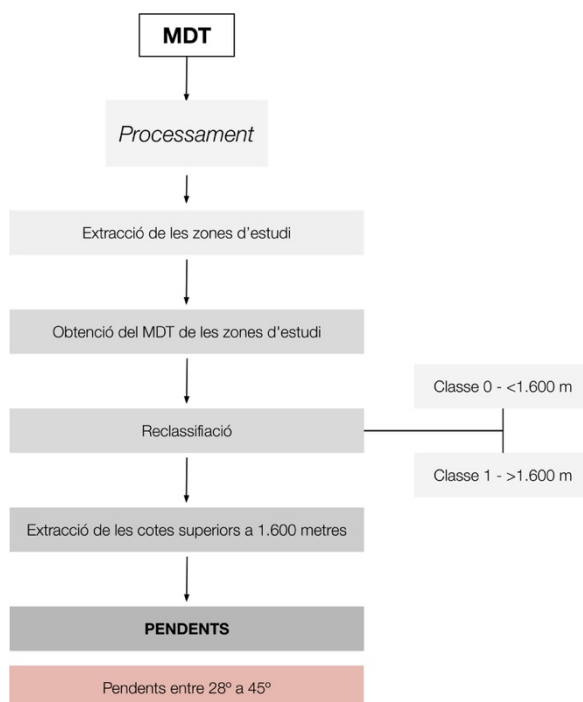 MDT
Processament
Extracció de les zones d'estudi
Obtenció del MDT de les zones d'estudi
Classe 0 - <1.600 m
Reclassifiació
Classe 1 - >1.600 m
Extracció de les cotes superiors a 1.600 metres
PENDENTS
Pendents entre 28º a 45º